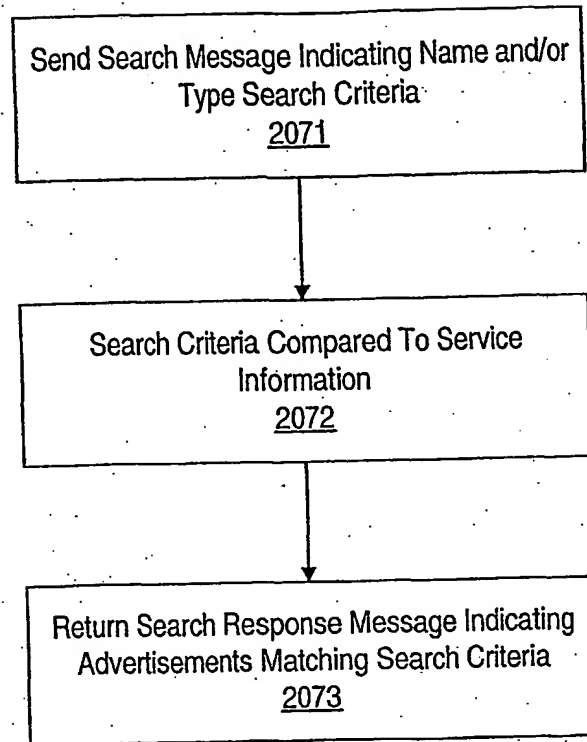 Send Search Message Indicating Name and/or
Type Search Criteria
2071
Search Criteria Compared To Service
Information
2072
Return Search Response Message Indicating
Advertisements Matching Search Criteria
2073